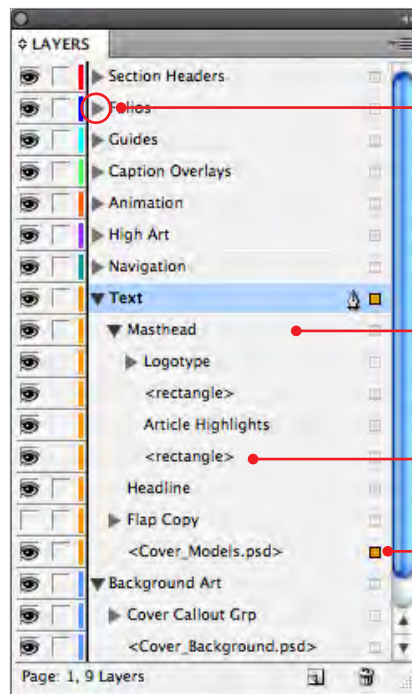 LAYERS
Section Headers
Folios
Guides
Caption Overlays
Animation
High Art
Navigation
Text
Masthead
Logotype
<rectangle>
Article Highlights
<rectangle>
Headline
Flap Copy
<Cover_Models.psd>
Background Art
Cover Callout Grp
<Cover_Background.psd>
Page: 1, 9 Layers